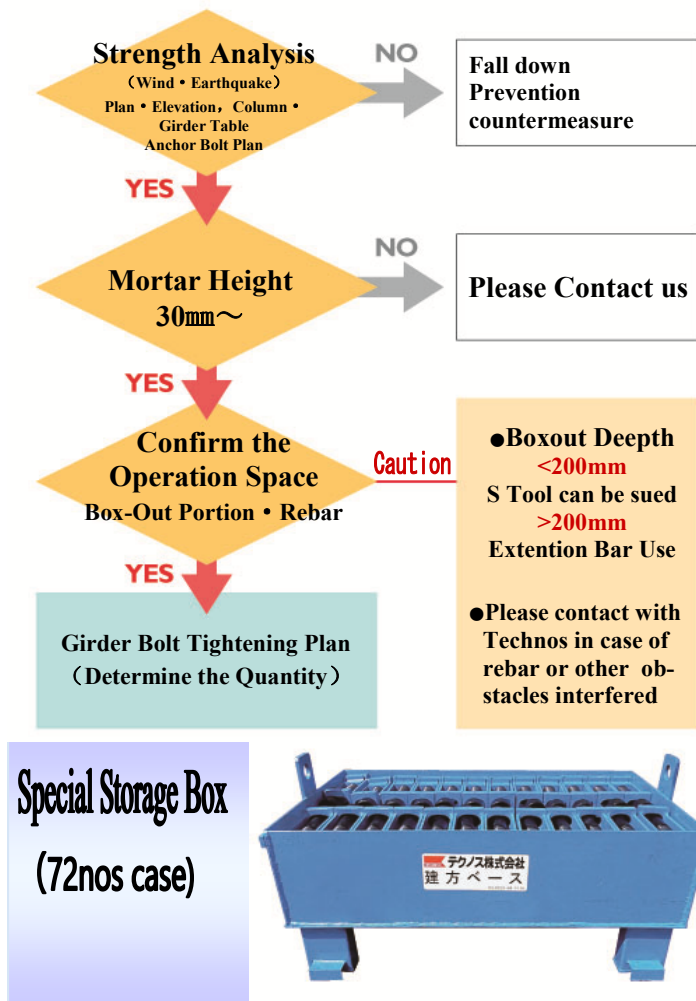 Strength Analysis
（Wind・Earthquake）
Plan・Elevation，Column・
Girder Table
Anchor Bolt Plan
NO
Fall down
Prevention
countermeasure
YES
Mortar Height
30㎜～
NO
Please Contact us
YES
Confirm the
Operation Space
Box-Out Portion・Rebar
Caution
●Boxout Deepth
<200mm
S Tool can be sued
>200mm
Extention Bar Use
●Please contact with
Technos in case of
rebar or other ob-
stacles interfered
YES
Girder Bolt Tightening Plan
（Determine the Quantity）
Special Storage Box
(72nos case)
テクノス株式会社
建方ベース